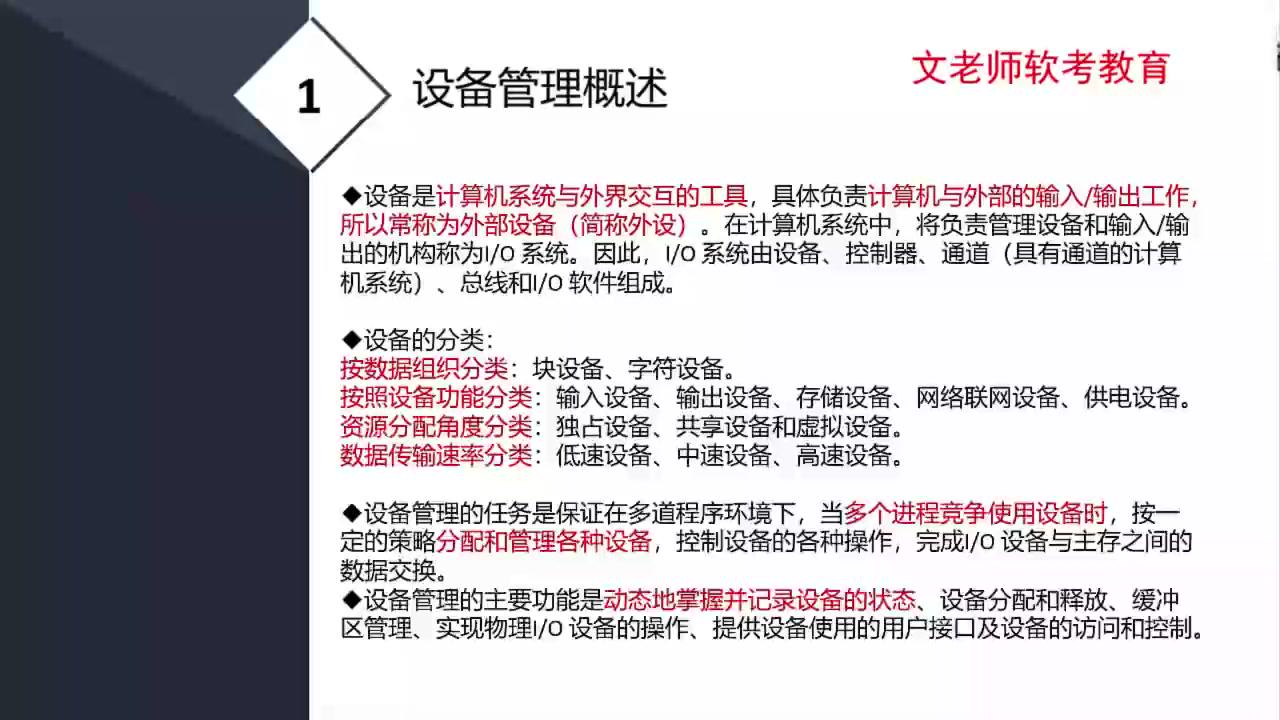 1
设备管理概述
文老师软考教育
◆设备是计算机系统与外界交互的工具，具体负责计算机与外部的输入/输出工作，
所以常称为外部设备（简称外设）。在计算机系统中，将负责管理设备和输入/输
出的机构称为I/O 系统。因此，I/O 系统由设备、控制器、通道（具有通道的计算
机系统）、总线和I/O 软件组成。
◆设备的分类：
按数据组织分类：块设备、字符设备。
按照设备功能分类：输入设备、输出设备、存储设备、网络联网设备、供电设备。
资源分配角度分类：独占设备、共享设备和虚拟设备。
数据传输速率分类：低速设备、中速设备、高速设备。
◆设备管理的任务是保证在多道程序环境下，当多个进程竞争使用设备时，按一
定的策略分配和管理各种设备，控制设备的各种操作，完成I/O 设备与主存之间的
数据交换。
◆设备管理的主要功能是动态地掌握并记录设备的状态、设备分配和释放、缓冲
区管理、实现物理I/O 设备的操作、提供设备使用的用户接口及设备的访问和控制。